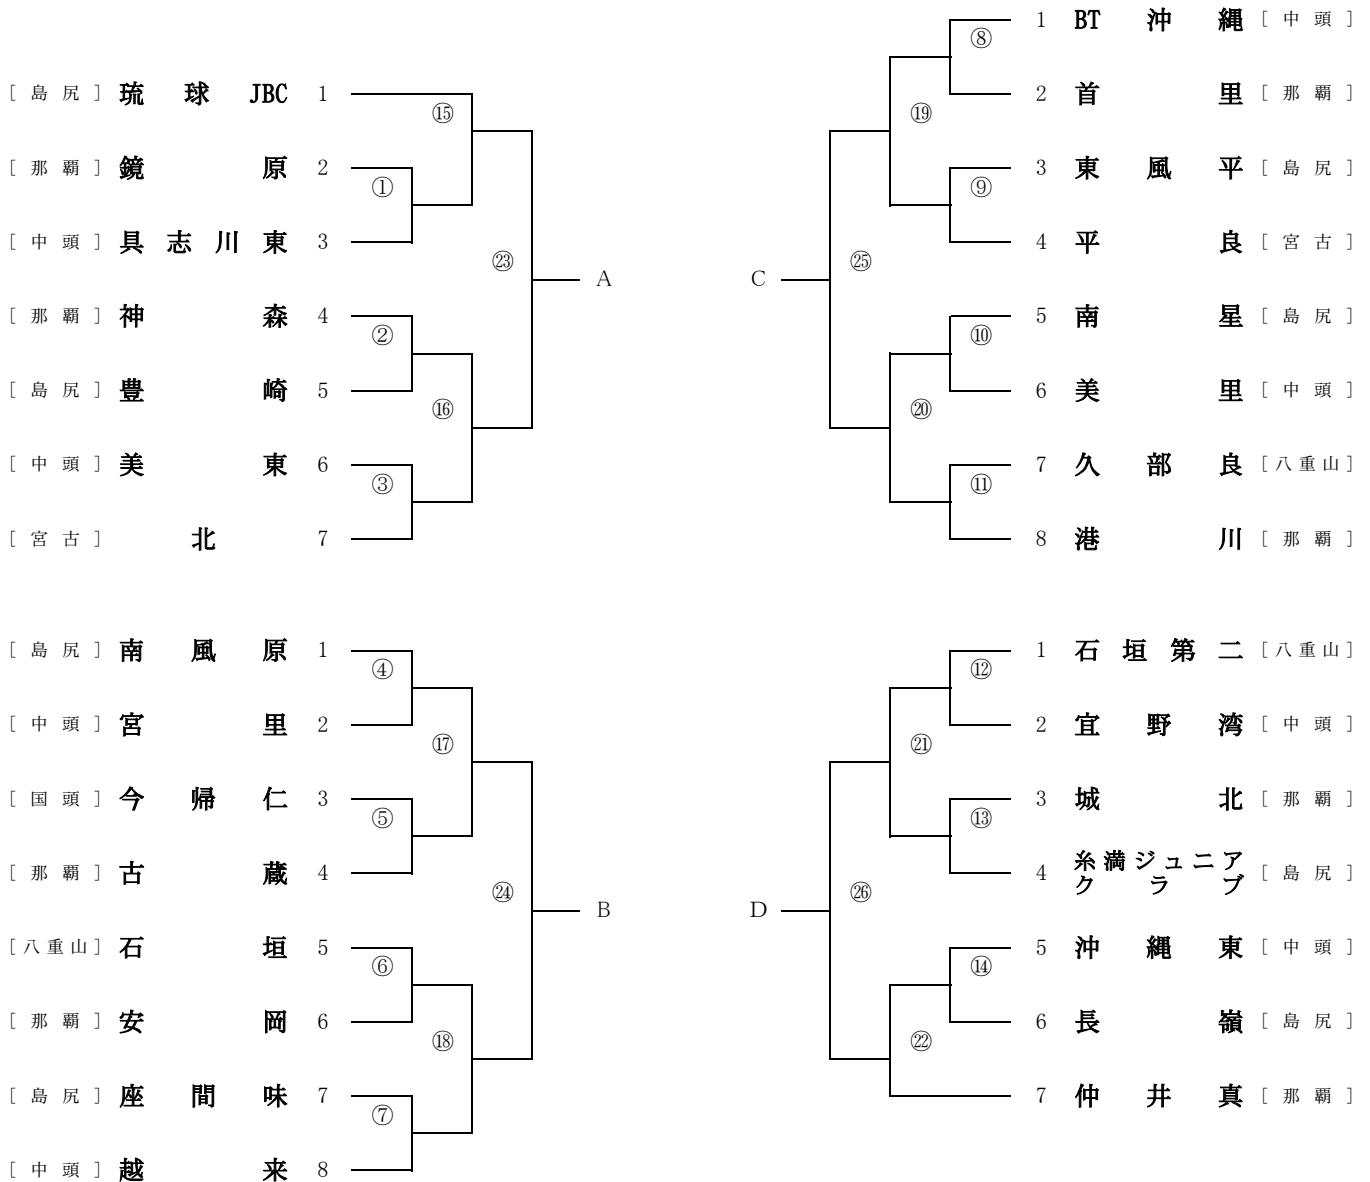 [島尻] 琉球JBC 1
⑮
[那覇] 鏡原 2
①
[中頭] 具志川東 3
㉓
A
[那覇] 神森 4
②
[島尻] 豊崎 5
⑯
[中頭] 美東 6
③
[宮古] 北 7
[島尻] 南風原 1
④
[中頭] 宮里 2
⑰
[国頭] 今帰仁 3
⑤
[那覇] 古蔵 4
㉔
B
[八重山] 石垣 5
⑥
[那覇] 安岡 6
⑱
[島尻] 座間味 7
⑦
[中頭] 越来 8
1 BT沖縄 [中頭]
⑧
2 首里 [那覇]
⑲
3 東風平 [島尻]
⑨
4 平良 [宮古]
㉕
C
5 南星 [島尻]
⑩
6 美里 [中頭]
⑳
7 久部良 [八重山]
⑪
8 港川 [那覇]
1 石垣第二 [八重山]
⑫
2 宜野湾 [中頭]
㉑
3 城北 [那覇]
⑬
糸満ジュニア
4 クラブ [島尻]
㉖
D
5 沖縄東 [中頭]
⑭
6 長嶺 [島尻]
㉒
7 仲井真 [那覇]